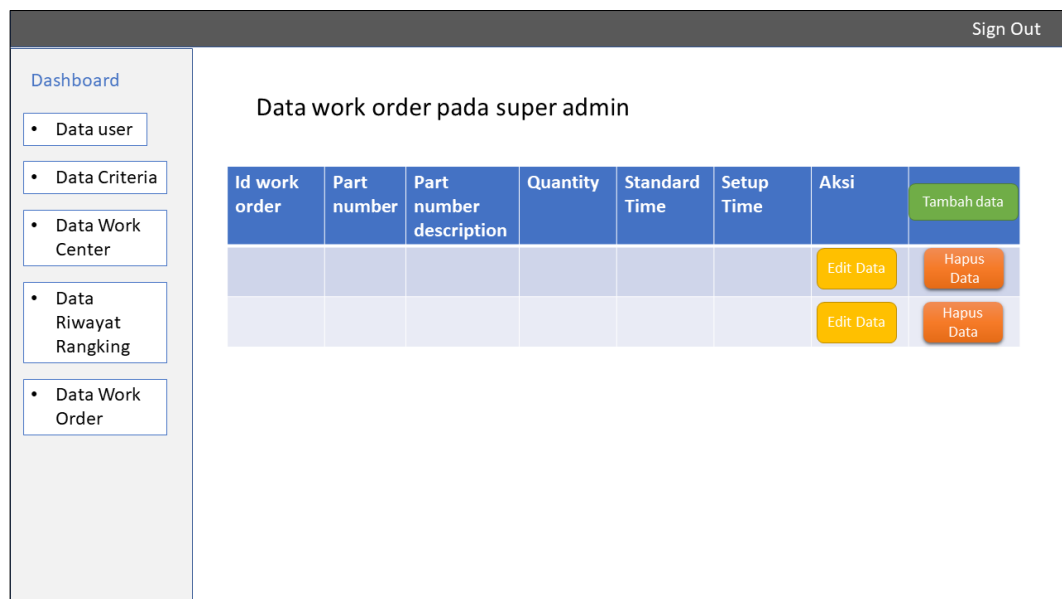 Sign Out
Dashboard
• Data user
• Data Criteria
• Data Work
Center
• Data
Riwayat
Rangking
• Data Work
Order
Data work order pada super admin
Id work
order
Part
number
Part
number
description
Quantity
Standard
Time
Setup
Time
Aksi
Tambah data
Edit Data
Hapus
Data
Edit Data
Hapus
Data